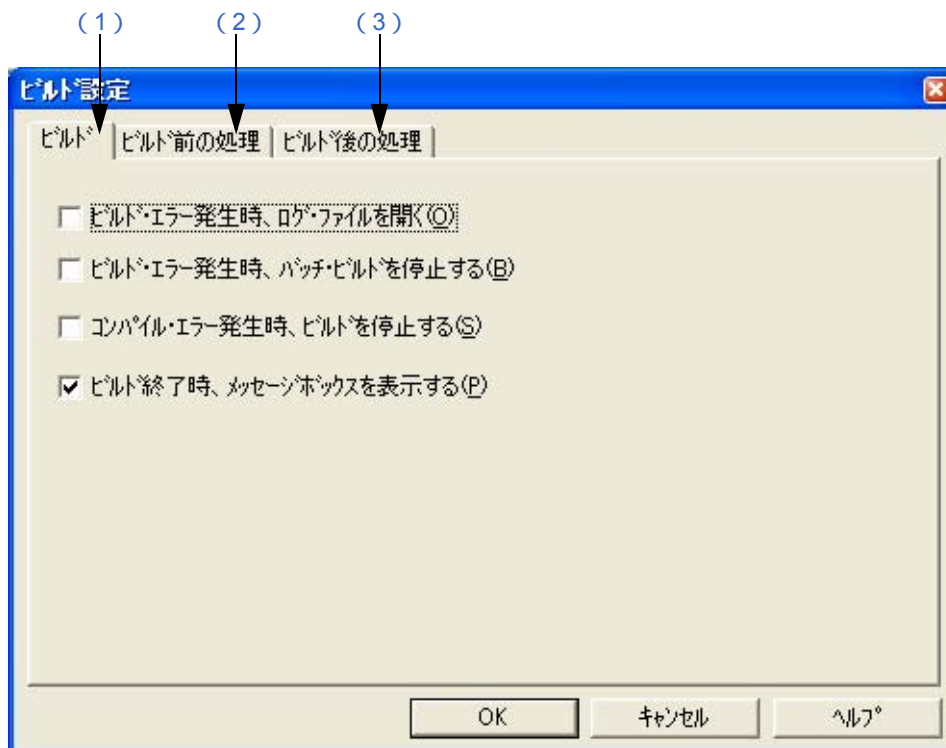 (1) (2) (3)
ﾋﾞﾙﾄﾞ設定
ﾋﾞﾙﾄﾞ ﾋﾞﾙﾄﾞ前の処理 ﾋﾞﾙﾄﾞ後の処理
ﾋﾞﾙﾄﾞ･ｴﾗｰ発生時、ﾛｸﾞ･ﾌｧｲﾙを開く(O)
ﾋﾞﾙﾄﾞ･ｴﾗｰ発生時、ﾊﾞｯﾁ･ﾋﾞﾙﾄﾞを停止する(B)
ｺﾝﾊﾟｲﾙ･ｴﾗｰ発生時、ﾋﾞﾙﾄﾞを停止する(S)
ﾋﾞﾙﾄﾞ終了時、ﾒｯｾｰｼﾞﾎﾞｯｸｽを表示する(P)
OK ｷｬﾝｾﾙ ﾍﾙﾌﾟ